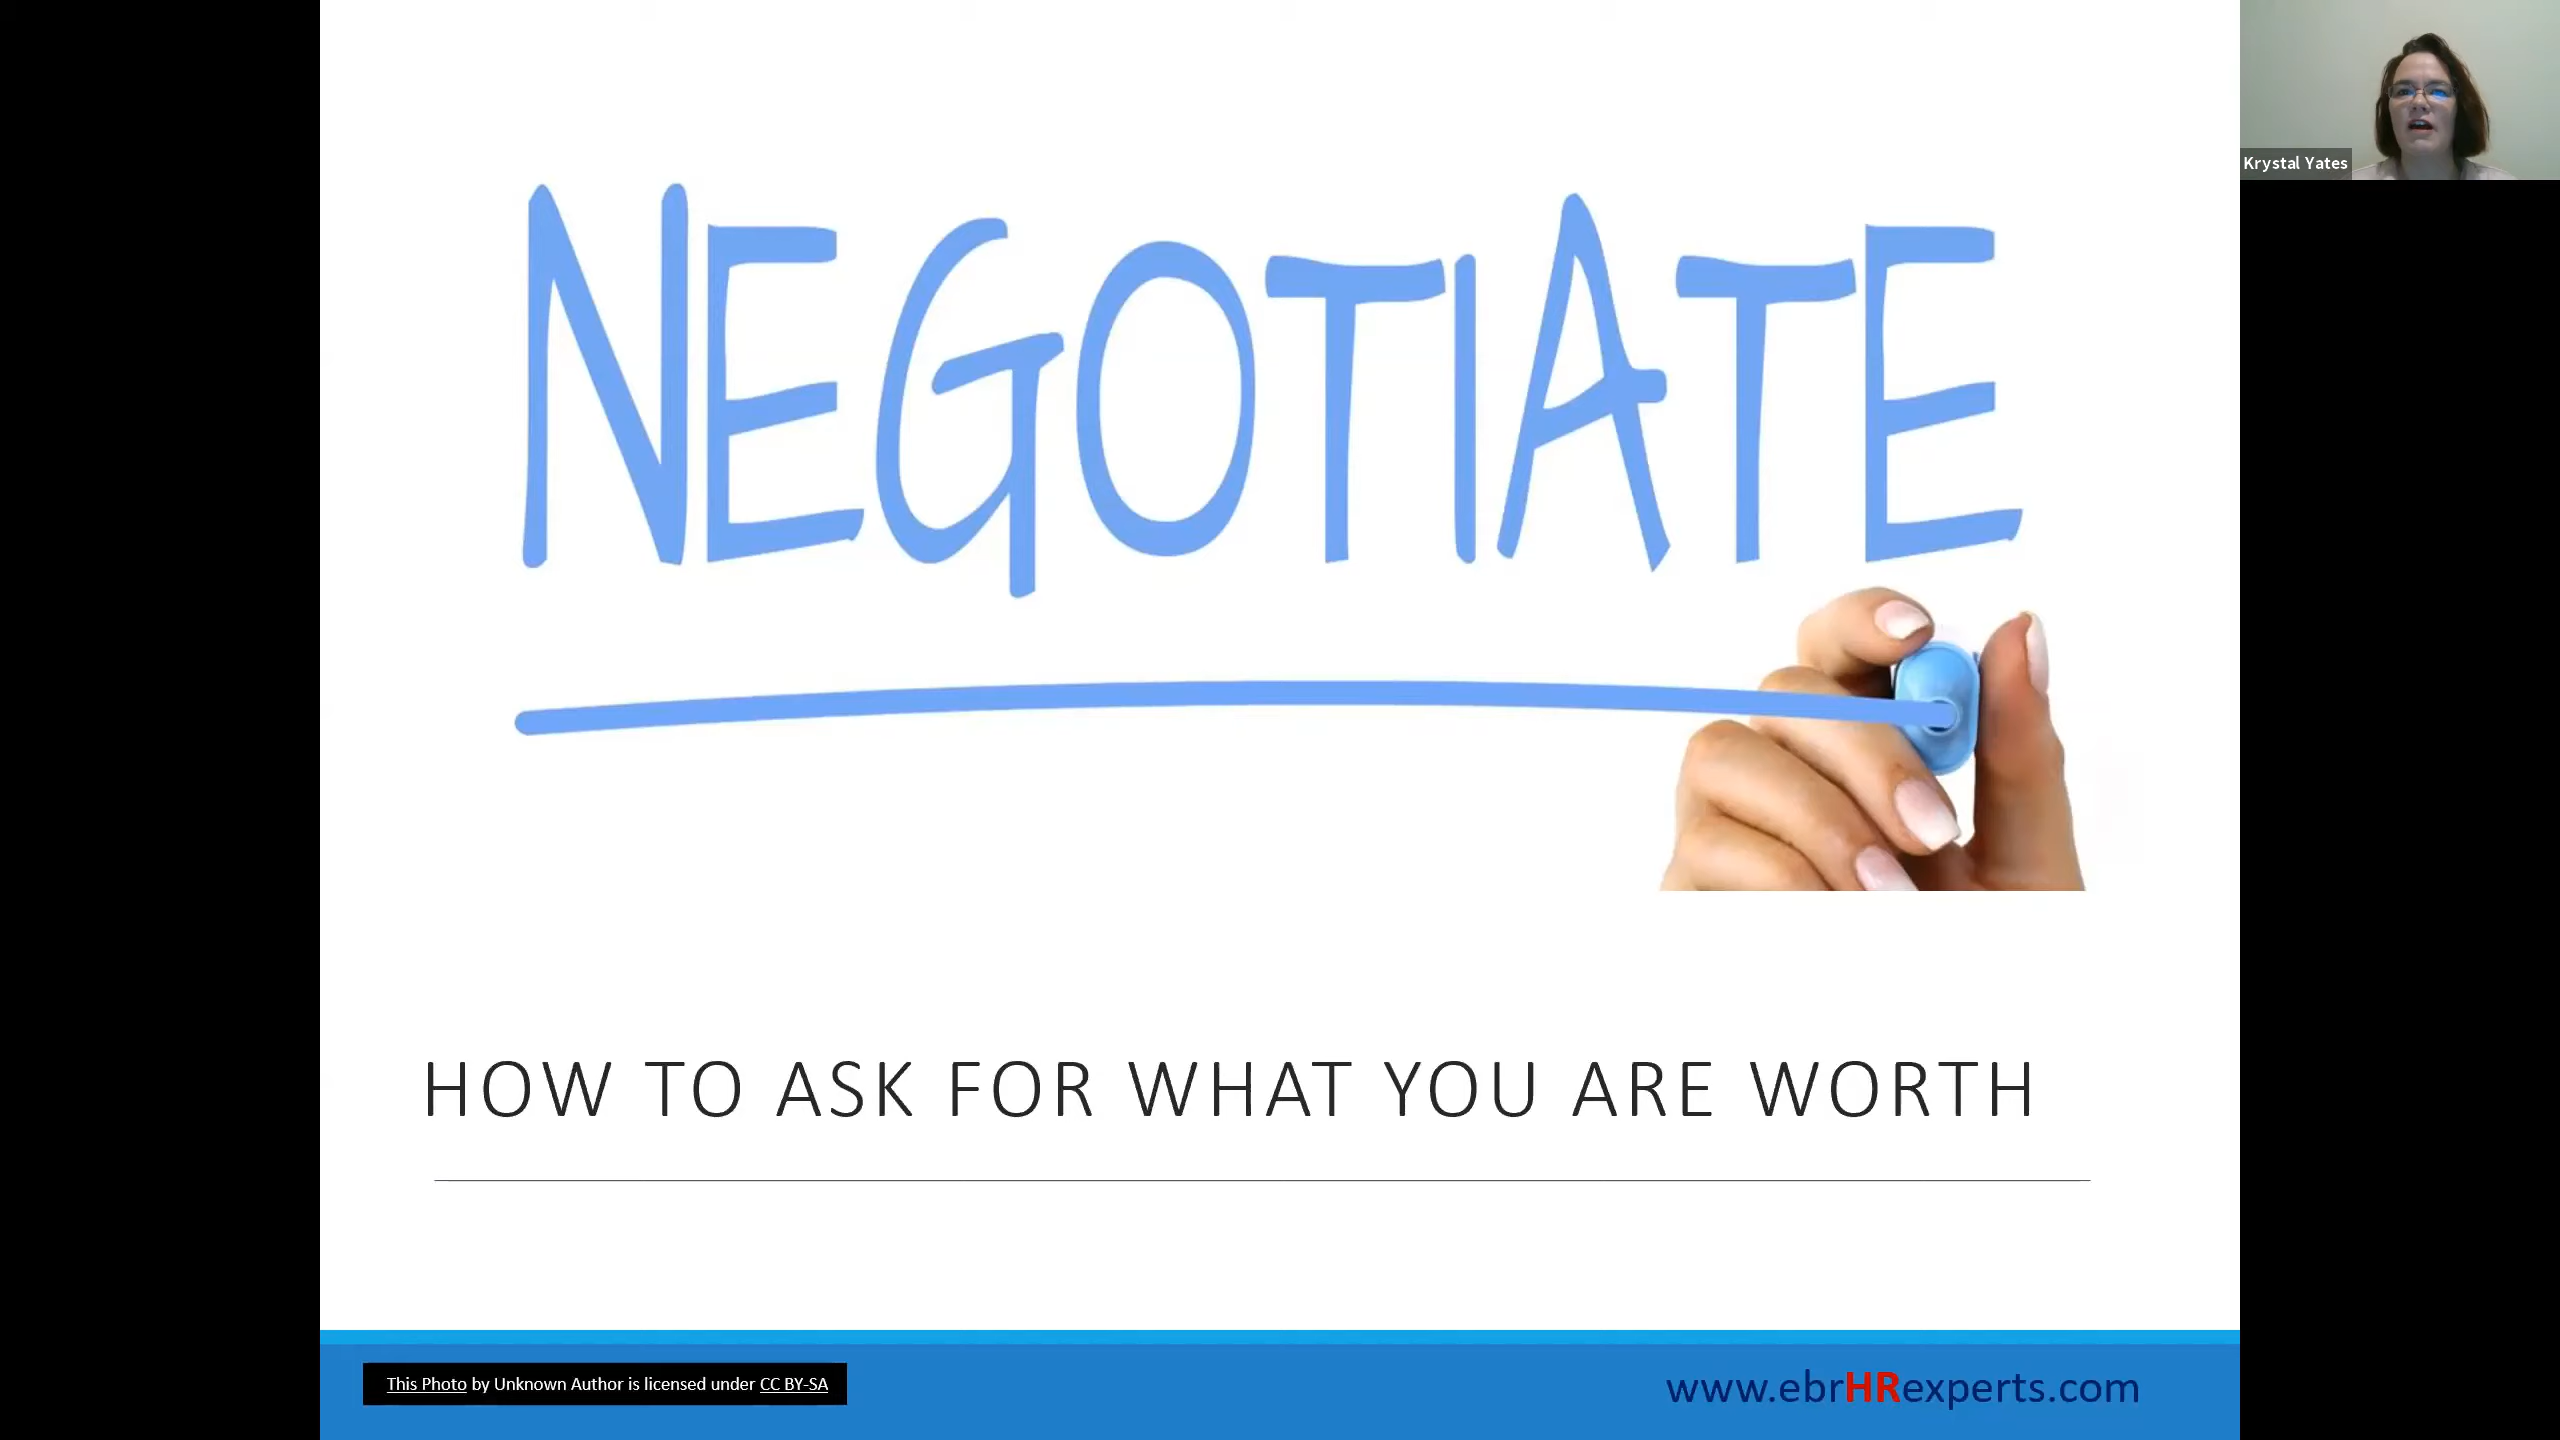 NEGOTIATE
Krystal Yates
HOW TO ASK FOR WHAT YOU ARE WORTH
This Photo by Unknown Author is licensed under CC BY-SA
www.ebrHRexperts.com